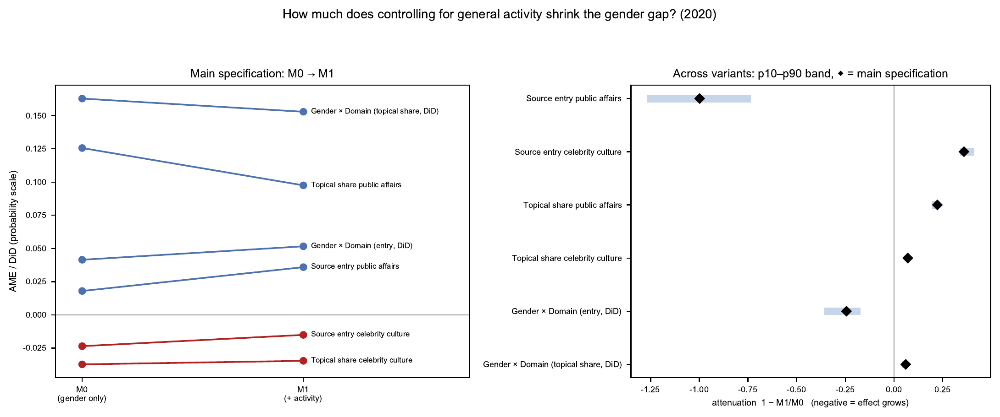 How much does controlling for general activity shrink the gender gap? (2020)
Main specification: M0 → M1
AME / DiD (probability scale)
0.150
0.125
0.100
0.075
0.050
0.025
0.000
-0.025
Gender × Domain (topical share, DiD)
Topical share public affairs
Gender × Domain (entry, DiD)
Source entry public affairs
Source entry celebrity culture
Topical share celebrity culture
M0
(gender only)
M1
(+ activity)
Across variants: p10–p90 band, ◆ = main specification
Source entry public affairs
Source entry celebrity culture
Topical share public affairs
Topical share celebrity culture
Gender × Domain (entry, DiD)
Gender × Domain (topical share, DiD)
-1.25 -1.00 -0.75 -0.50 -0.25 0.00 0.25
attenuation 1 − M1/M0 (negative = effect grows)